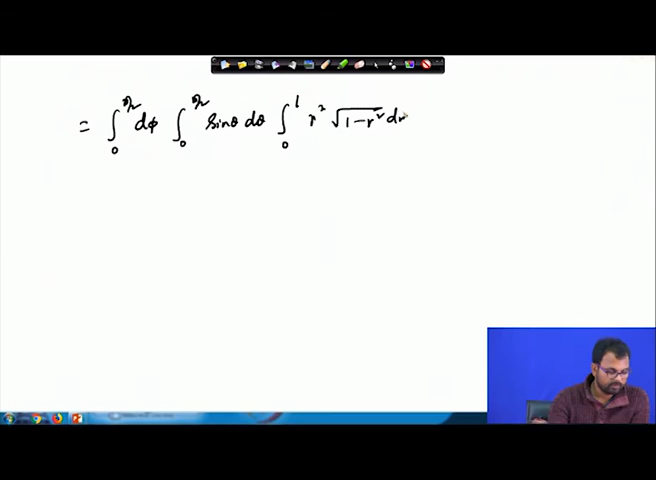 = ∫₀^{π/2} dϕ ∫₀^{π/2} sinθ dθ ∫₀^{1} r² √(1-r²) dr